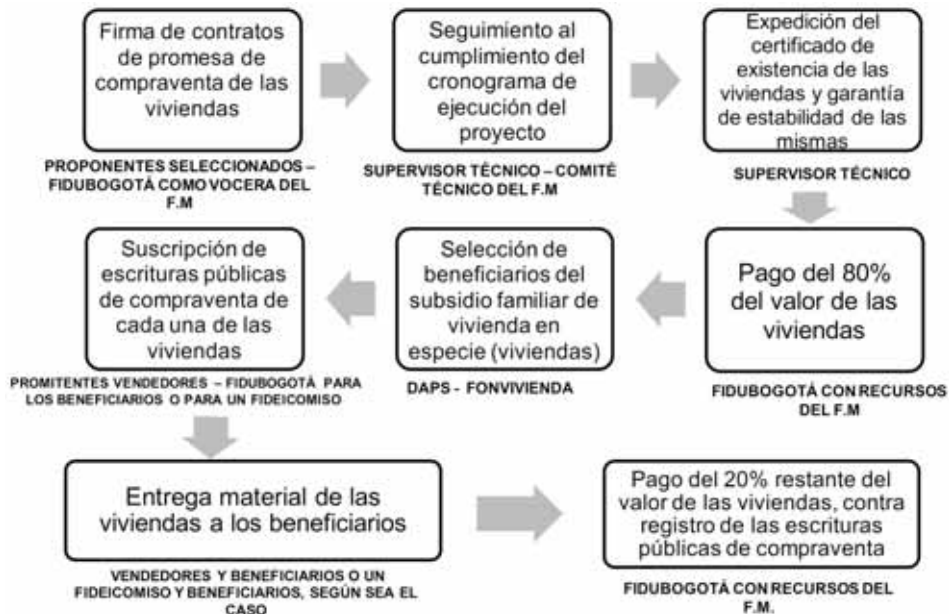 Firma de contratos
de promesa de
compraventa de las
viviendas
PROPONENTES SELECCIONADOS –
FIDUBOGOTÁ COMO VOCERA DEL
F.M
Seguimiento al
cumplimiento del
cronograma de
ejecución del
proyecto
SUPERVISOR TÉCNICO – COMITÉ
TÉCNICO DEL F.M
Expedición del
certificado de
existencia de las
viviendas y garantía
de estabilidad de las
mismas
SUPERVISOR TÉCNICO
Pago del 80%
del valor de las
viviendas
FIDUBOGOTÁ CON RECURSOS
DEL F.M
Selección de
beneficiarios del
subsidio familiar de
vivienda en
especie (viviendas)
DAPS - FONVIVIENDA
Suscripción de
escrituras públicas
de compraventa de
cada una de las
viviendas
PROMITENTES VENDEDORES – FIDUBOGOTÁ PARA
LOS BENEFICIARIOS O PARA UN FIDEICOMISO
Entrega material de las
viviendas a los beneficiarios
VENDEDORES Y BENEFICIARIOS O UN
FIDEICOMISO Y BENEFICIARIOS, SEGÚN SEA EL
CASO
Pago del 20% restante del
valor de las viviendas, contra
registro de las escrituras
públicas de compraventa
FIDUBOGOTÁ CON RECURSOS DEL
F.M.